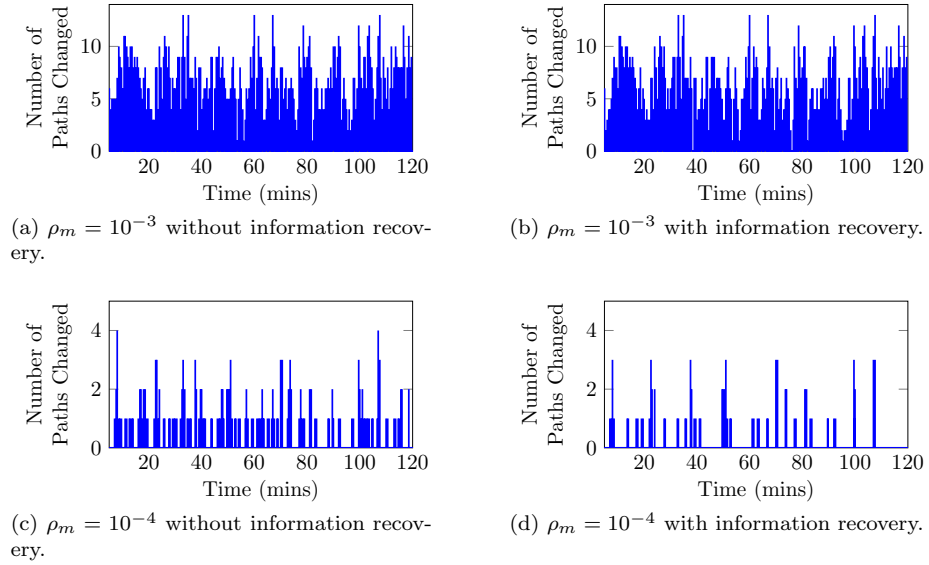 Number of
Paths Changed
10
5
0
20 40 60 80 100 120
Time (mins)
(a) ρₘ = 10⁻³ without information recov-
ery.
Number of
Paths Changed
10
5
0
20 40 60 80 100 120
Time (mins)
(b) ρₘ = 10⁻³ with information recovery.
Number of
Paths Changed
4
2
0
20 40 60 80 100 120
Time (mins)
(c) ρₘ = 10⁻⁴ without information recov-
ery.
Number of
Paths Changed
4
2
0
20 40 60 80 100 120
Time (mins)
(d) ρₘ = 10⁻⁴ with information recovery.